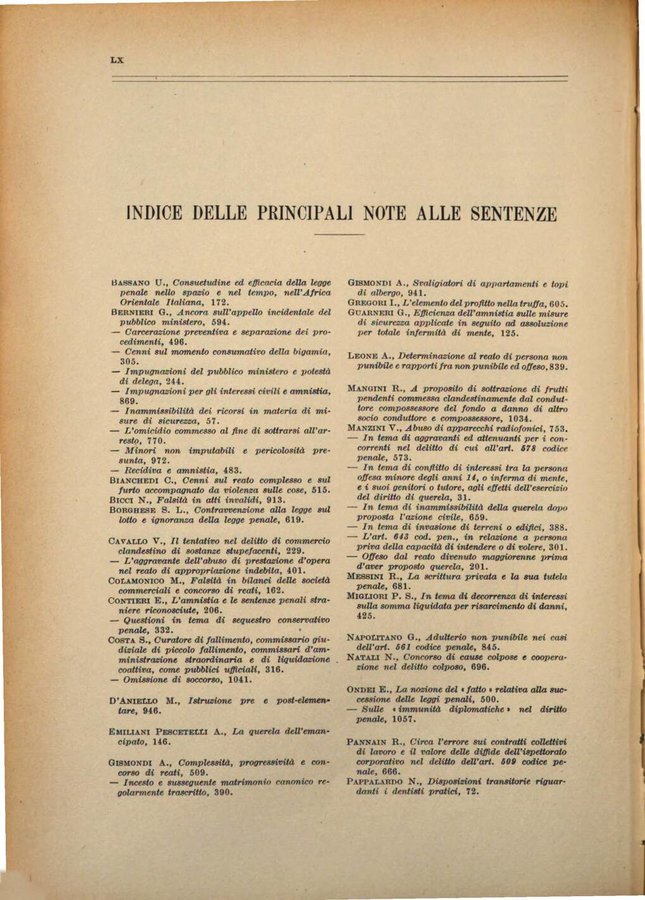 LX
INDICE DELLE PRINCIPALI NOTE ALLE SENTENZE
BASSANO U., Consuetudine ed efficacia della legge
penale nello spazio e nel tempo, nell'Africa
Orientale Italiana, 172.
BERNIERI G., Ancora sull'appello incidentale del
pubblico ministero, 594.
— Carcerazione preventiva e separazione dei pro-
cedimenti, 496.
— Cenni sul momento consumativo della bigamia,
305.
— Impugnazioni del pubblico ministero e potestà
di delega, 244.
— Impugnazioni per gli interessi civili e amnistia,
869.
— Inammissibilità dei ricorsi in materia di mi-
sure di sicurezza, 57.
— L'omicidio commesso al fine di sottrarsi all'ar-
resto, 770.
— Minori non imputabili e pericolosità pre-
sunta, 972.
— Recidiva e amnistia, 483.
BIANCHEDI C., Cenni sul reato complesso e sul
furto accompagnato da violenza sulle cose, 515.
BICCI N., Falsità in atti invalidi, 913.
BORGHESE S. L., Contravvenzione alla legge sul
lotto e ignoranza della legge penale, 619.
CAVALLO V., Il tentativo nel delitto di commercio
clandestino di sostanze stupefacenti, 229.
— L'aggravante dell'abuso di prestazione d'opera
nel reato di appropriazione indebita, 401.
COLAMONICO M., Falsità in bilanci delle società
commerciali e concorso di reati, 162.
CONTIERI E., L'amnistia e le sentenze penali stra-
niere riconosciute, 206.
— Questioni in tema di sequestro conservativo
penale, 332.
COSTA S., Curatore di fallimento, commissario giu-
diziale di piccolo fallimento, commissari d'am-
ministrazione straordinaria e di liquidazione
coattiva, come pubblici ufficiali, 316.
— Omissione di soccorso, 1041.
D'ANIELLO M., Istruzione pre e post-elemen-
tare, 946.
EMILIANI PESCETELLI A., La querela dell'eman-
cipato, 146.
GISMONDI A., Complessità, progressività e con-
corso di reati, 509.
— Incesto e susseguente matrimonio canonico re-
golarmente trascritto, 390.
GISMONDI A., Svaligiatori di appartamenti e topi
di albergo, 941.
GREGORI I., L'elemento del profitto nella truffa, 605.
GUARNERI G., Efficienza dell'amnistia sulle misure
di sicurezza applicate in seguito ad assoluzione
per totale infermità di mente, 125.
LEONE A., Determinazione al reato di persona non
punibile e rapporti fra non punibile ed offeso, 839.
MANGINI R., A proposito di sottrazione di frutti
pendenti commessa clandestinamente dal condut-
tore compossessore del fondo a danno di altro
socio conduttore e compossessore, 1034.
MANZINI V., Abuso di apparecchi radiofonici, 753.
— In tema di aggravanti ed attenuanti per i con-
correnti nel delitto di cui all'art. 578 codice
penale, 573.
— In tema di conflitto di interessi tra la persona
offesa minore degli anni 14, o inferma di mente,
e i suoi genitori o tutore, agli effetti dell'esercizio
del diritto di querela, 31.
— In tema di inammissibilità della querela dopo
proposta l'azione civile, 659.
— In tema di invasione di terreni o edifici, 388.
— L'art. 643 cod. pen., in relazione a persona
priva della capacità di intendere o di volere, 301.
— Offeso dal reato divenuto maggiorenne prima
d'aver proposto querela, 201.
MESSINI R., La scrittura privata e la sua tutela
penale, 681.
MIGLIORI P. S., In tema di decorrenza di interessi
sulla somma liquidata per risarcimento di danni,
425.
NAPOLITANO G., Adulterio non punibile nei casi
dell'art. 561 codice penale, 845.
NATALI N., Concorso di cause colpose e coopera-
zione nel delitto colposo, 696.
ONDEI E., La nozione del «fatto» relativa alla suc-
cessione delle leggi penali, 500.
— Sulle «immunità diplomatiche» nel diritto
penale, 1057.
PANNAIN R., Circa l'errore sui contratti collettivi
di lavoro e il valore delle diffide dell'ispettorato
corporativo nel delitto dell'art. 509 codice pe-
nale, 666.
PAPPALARDO N., Disposizioni transitorie riguar-
danti i dentisti pratici, 72.